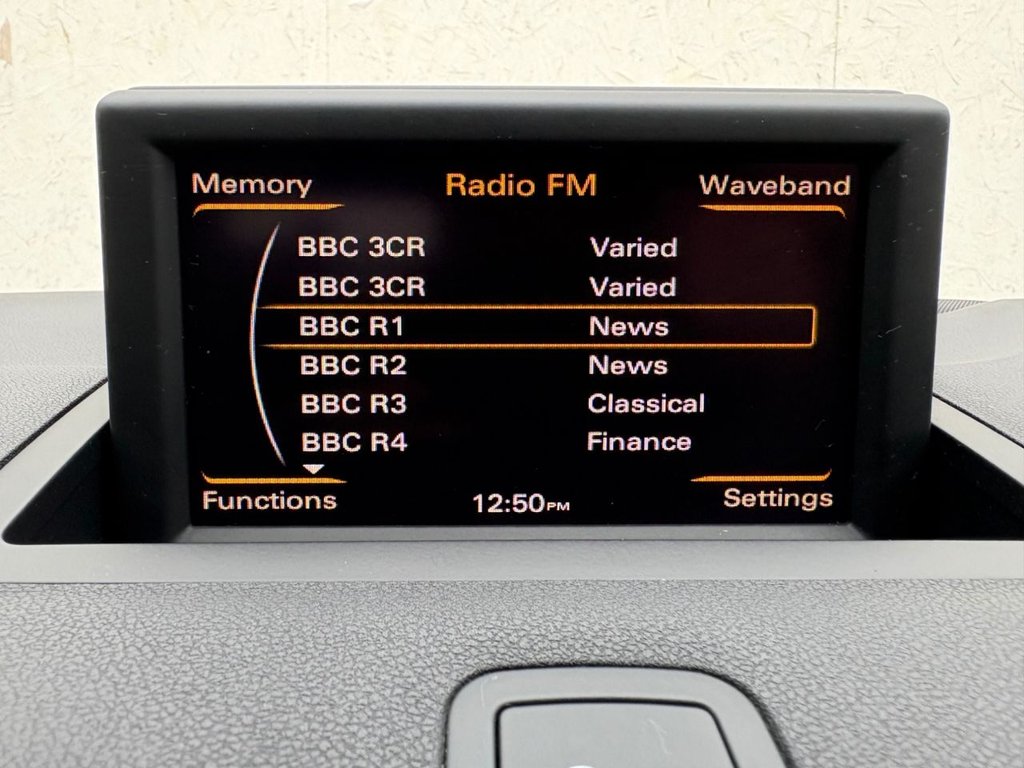 Memory Radio FM Waveband
BBC 3CR Varied
BBC 3CR Varied
BBC R1 News
BBC R2 News
BBC R3 Classical
BBC R4 Finance
Functions 12:50PM Settings